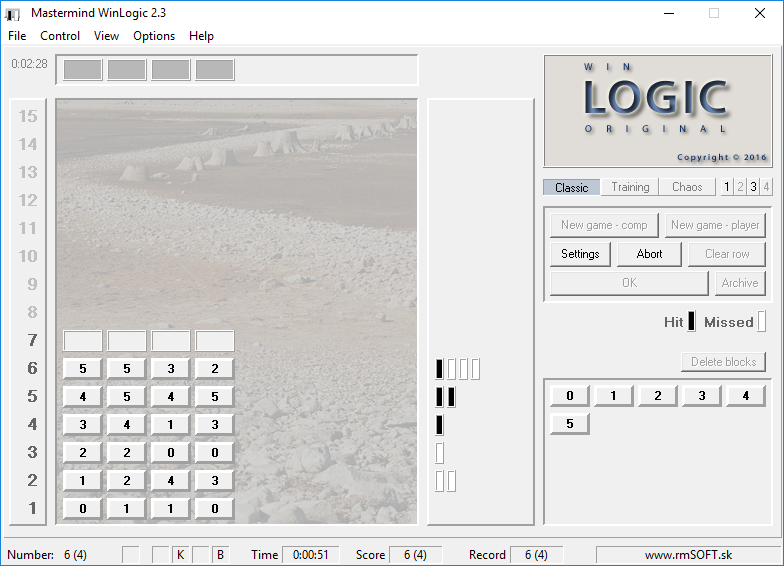 Mastermind WinLogic 2.3
File Control View Options Help
0:02:28
WIN
LOGIC
ORIGINAL
Copyright © 2016
Classic Training Chaos 1 2 3 4
New game - comp New game - player
Settings Abort Clear row
OK Archive
Hit Missed
Delete blocks
0 1 2 3 4
5
15
14
13
12
11
10
9
8
7
6 5 5 3 2
5 4 5 4 5
4 3 4 1 3
3 2 2 0 0
2 1 2 4 3
1 0 1 1 0
Number: 6 (4) K B Time 0:00:51 Score 6 (4) Record 6 (4) www.rmSOFT.sk